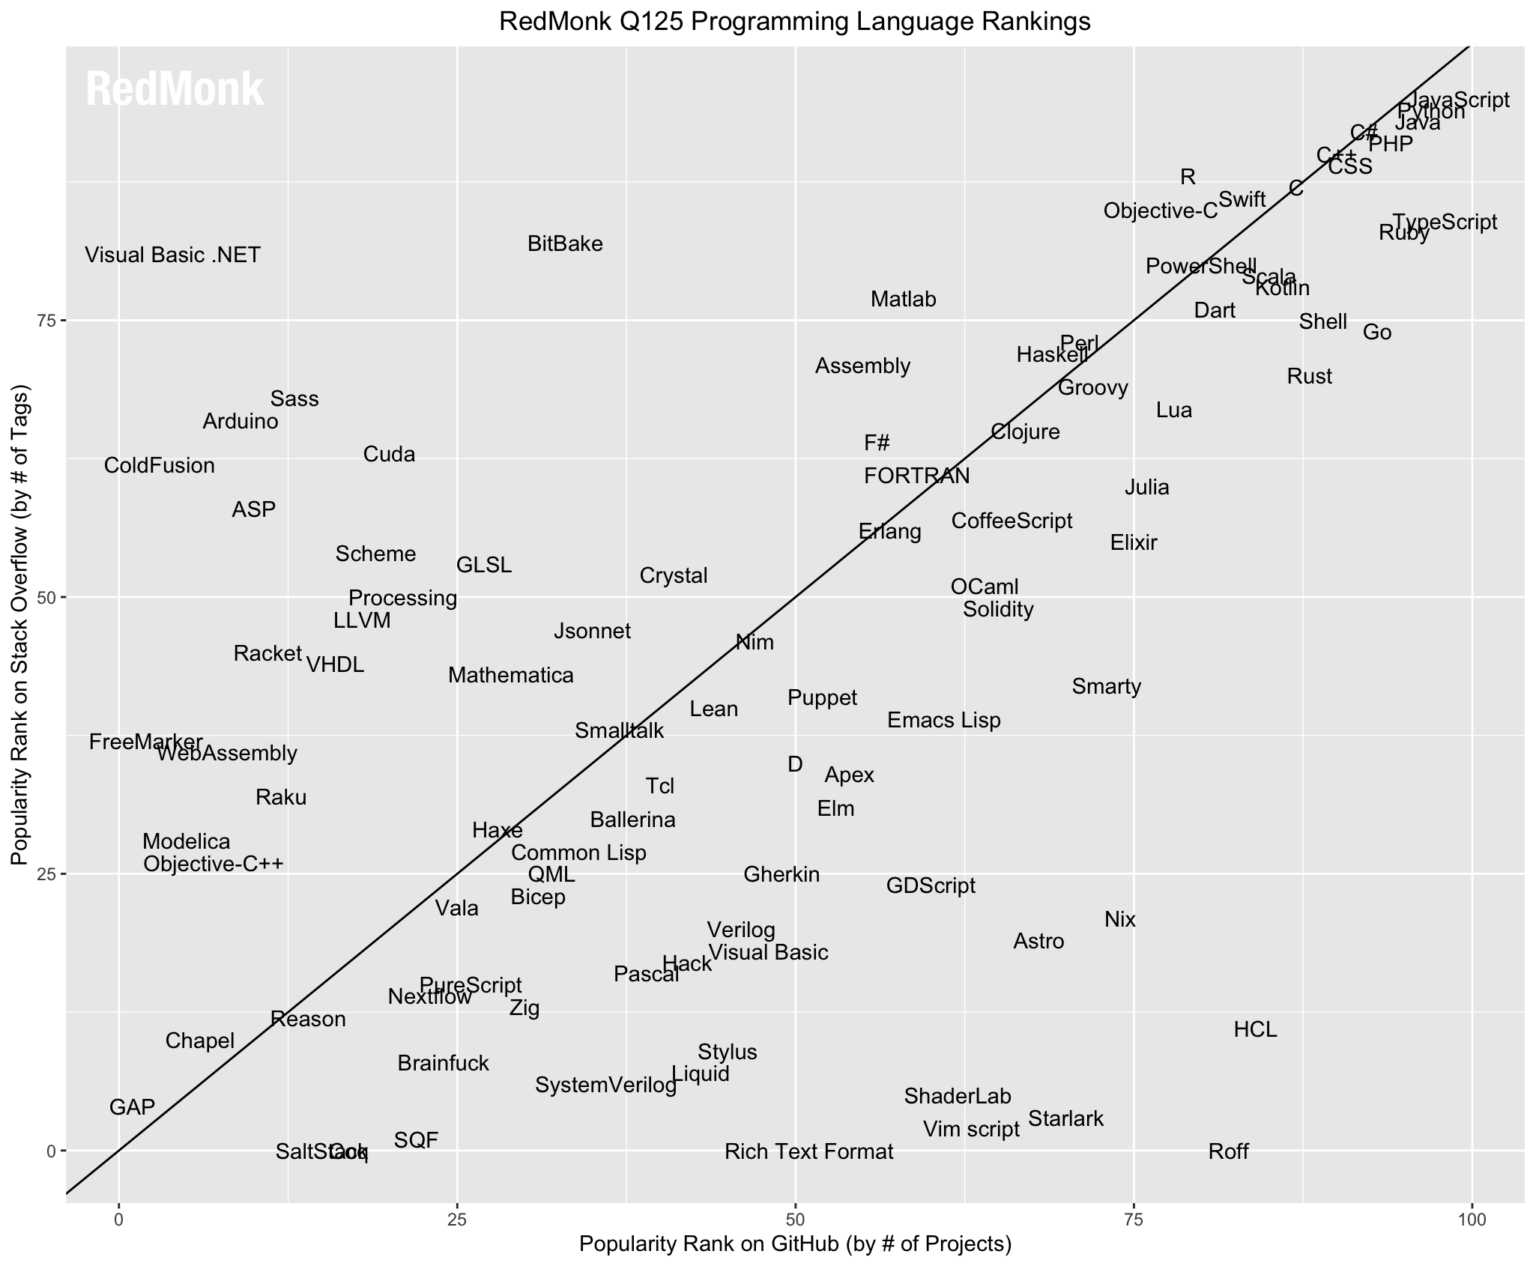 RedMonk Q125 Programming Language Rankings
RedMonk
JavaScript
Python
Java
C#
PHP
C++
CSS
R
C
Swift
Objective-C
TypeScript
Ruby
BitBake
Visual Basic .NET
PowerShell
Scala
Kotlin
Matlab
Dart
75
Shell
Go
Perl
Haskell
Assembly
Rust
Groovy
Sass
Lua
Arduino
Clojure
F#
Cuda
ColdFusion
FORTRAN
Julia
ASP
CoffeeScript
Erlang
Elixir
Scheme
GLSL
Crystal
OCaml
50
Processing
Solidity
LLVM
Jsonnet
Nim
Racket
VHDL
Mathematica
Smarty
Puppet
Lean
Emacs Lisp
Smalltalk
FreeMarker
WebAssembly
D
Apex
Tcl
Raku
Elm
Ballerina
Haxe
Modelica
Common Lisp
Objective-C++
25
QML
Gherkin
GDScript
Bicep
Vala
Nix
Verilog
Astro
Visual Basic
Hack
Pascal
PureScript
Nextflow
Zig
Reason
HCL
Chapel
Stylus
Brainfuck
Liquid
SystemVerilog
ShaderLab
GAP
Starlark
Vim script
SQF
0
SaltStack
Coq
Rich Text Format
Roff
0 25 50 75 100
Popularity Rank on GitHub (by # of Projects)
Popularity Rank on Stack Overflow (by # of Tags)